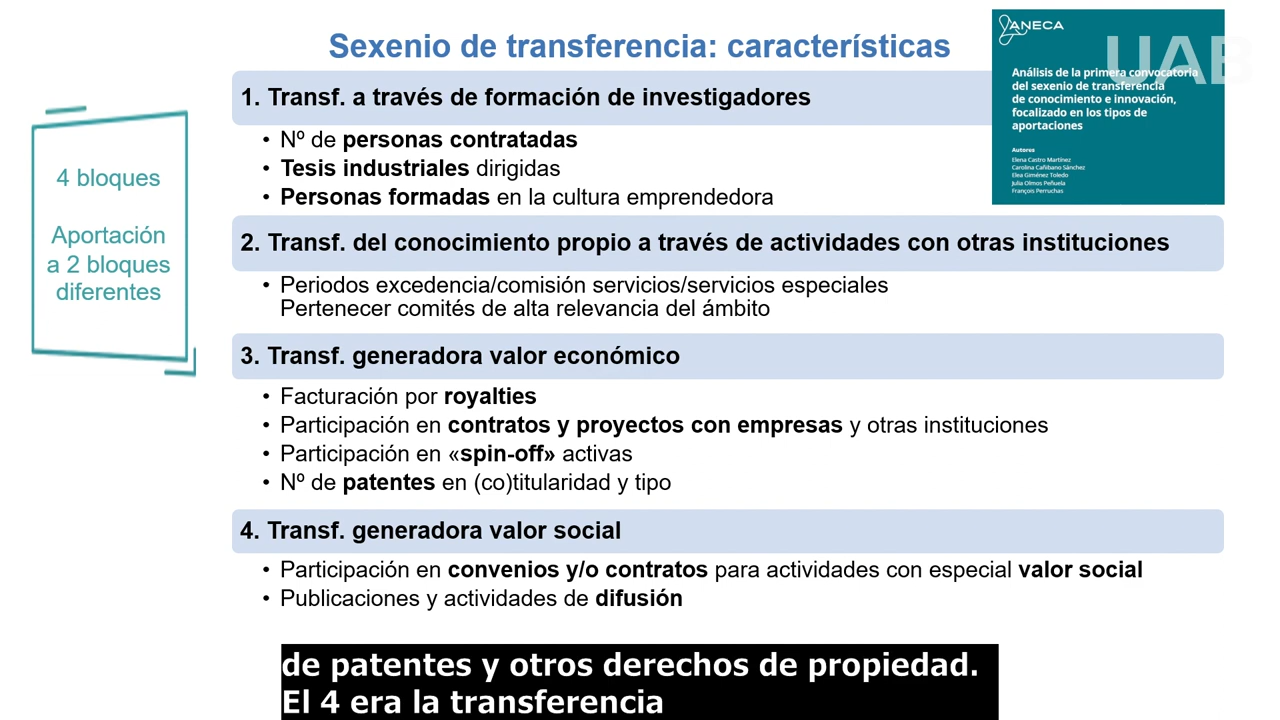 Sexenio de transferencia: características
ANECA
UAB
Análisis de la primera convocatoria
del sexenio de transferencia
de conocimiento e innovación,
focalizado en los tipos de
aportaciones
Autores
Elena Castro Martínez
Carolina Cañibano Sánchez
Elea Giménez Toledo
Julia Olmos Peñuela
François Perruchas
4 bloques
Aportación
a 2 bloques
diferentes
1. Transf. a través de formación de investigadores
• Nº de personas contratadas
• Tesis industriales dirigidas
• Personas formadas en la cultura emprendedora
2. Transf. del conocimiento propio a través de actividades con otras instituciones
• Periodos excedencia/comisión servicios/servicios especiales
Pertenecer comités de alta relevancia del ámbito
3. Transf. generadora valor económico
• Facturación por royalties
• Participación en contratos y proyectos con empresas y otras instituciones
• Participación en «spin-off» activas
• Nº de patentes en (co)titularidad y tipo
4. Transf. generadora valor social
• Participación en convenios y/o contratos para actividades con especial valor social
• Publicaciones y actividades de difusión
de patentes y otros derechos de propiedad.
El 4 era la transferencia